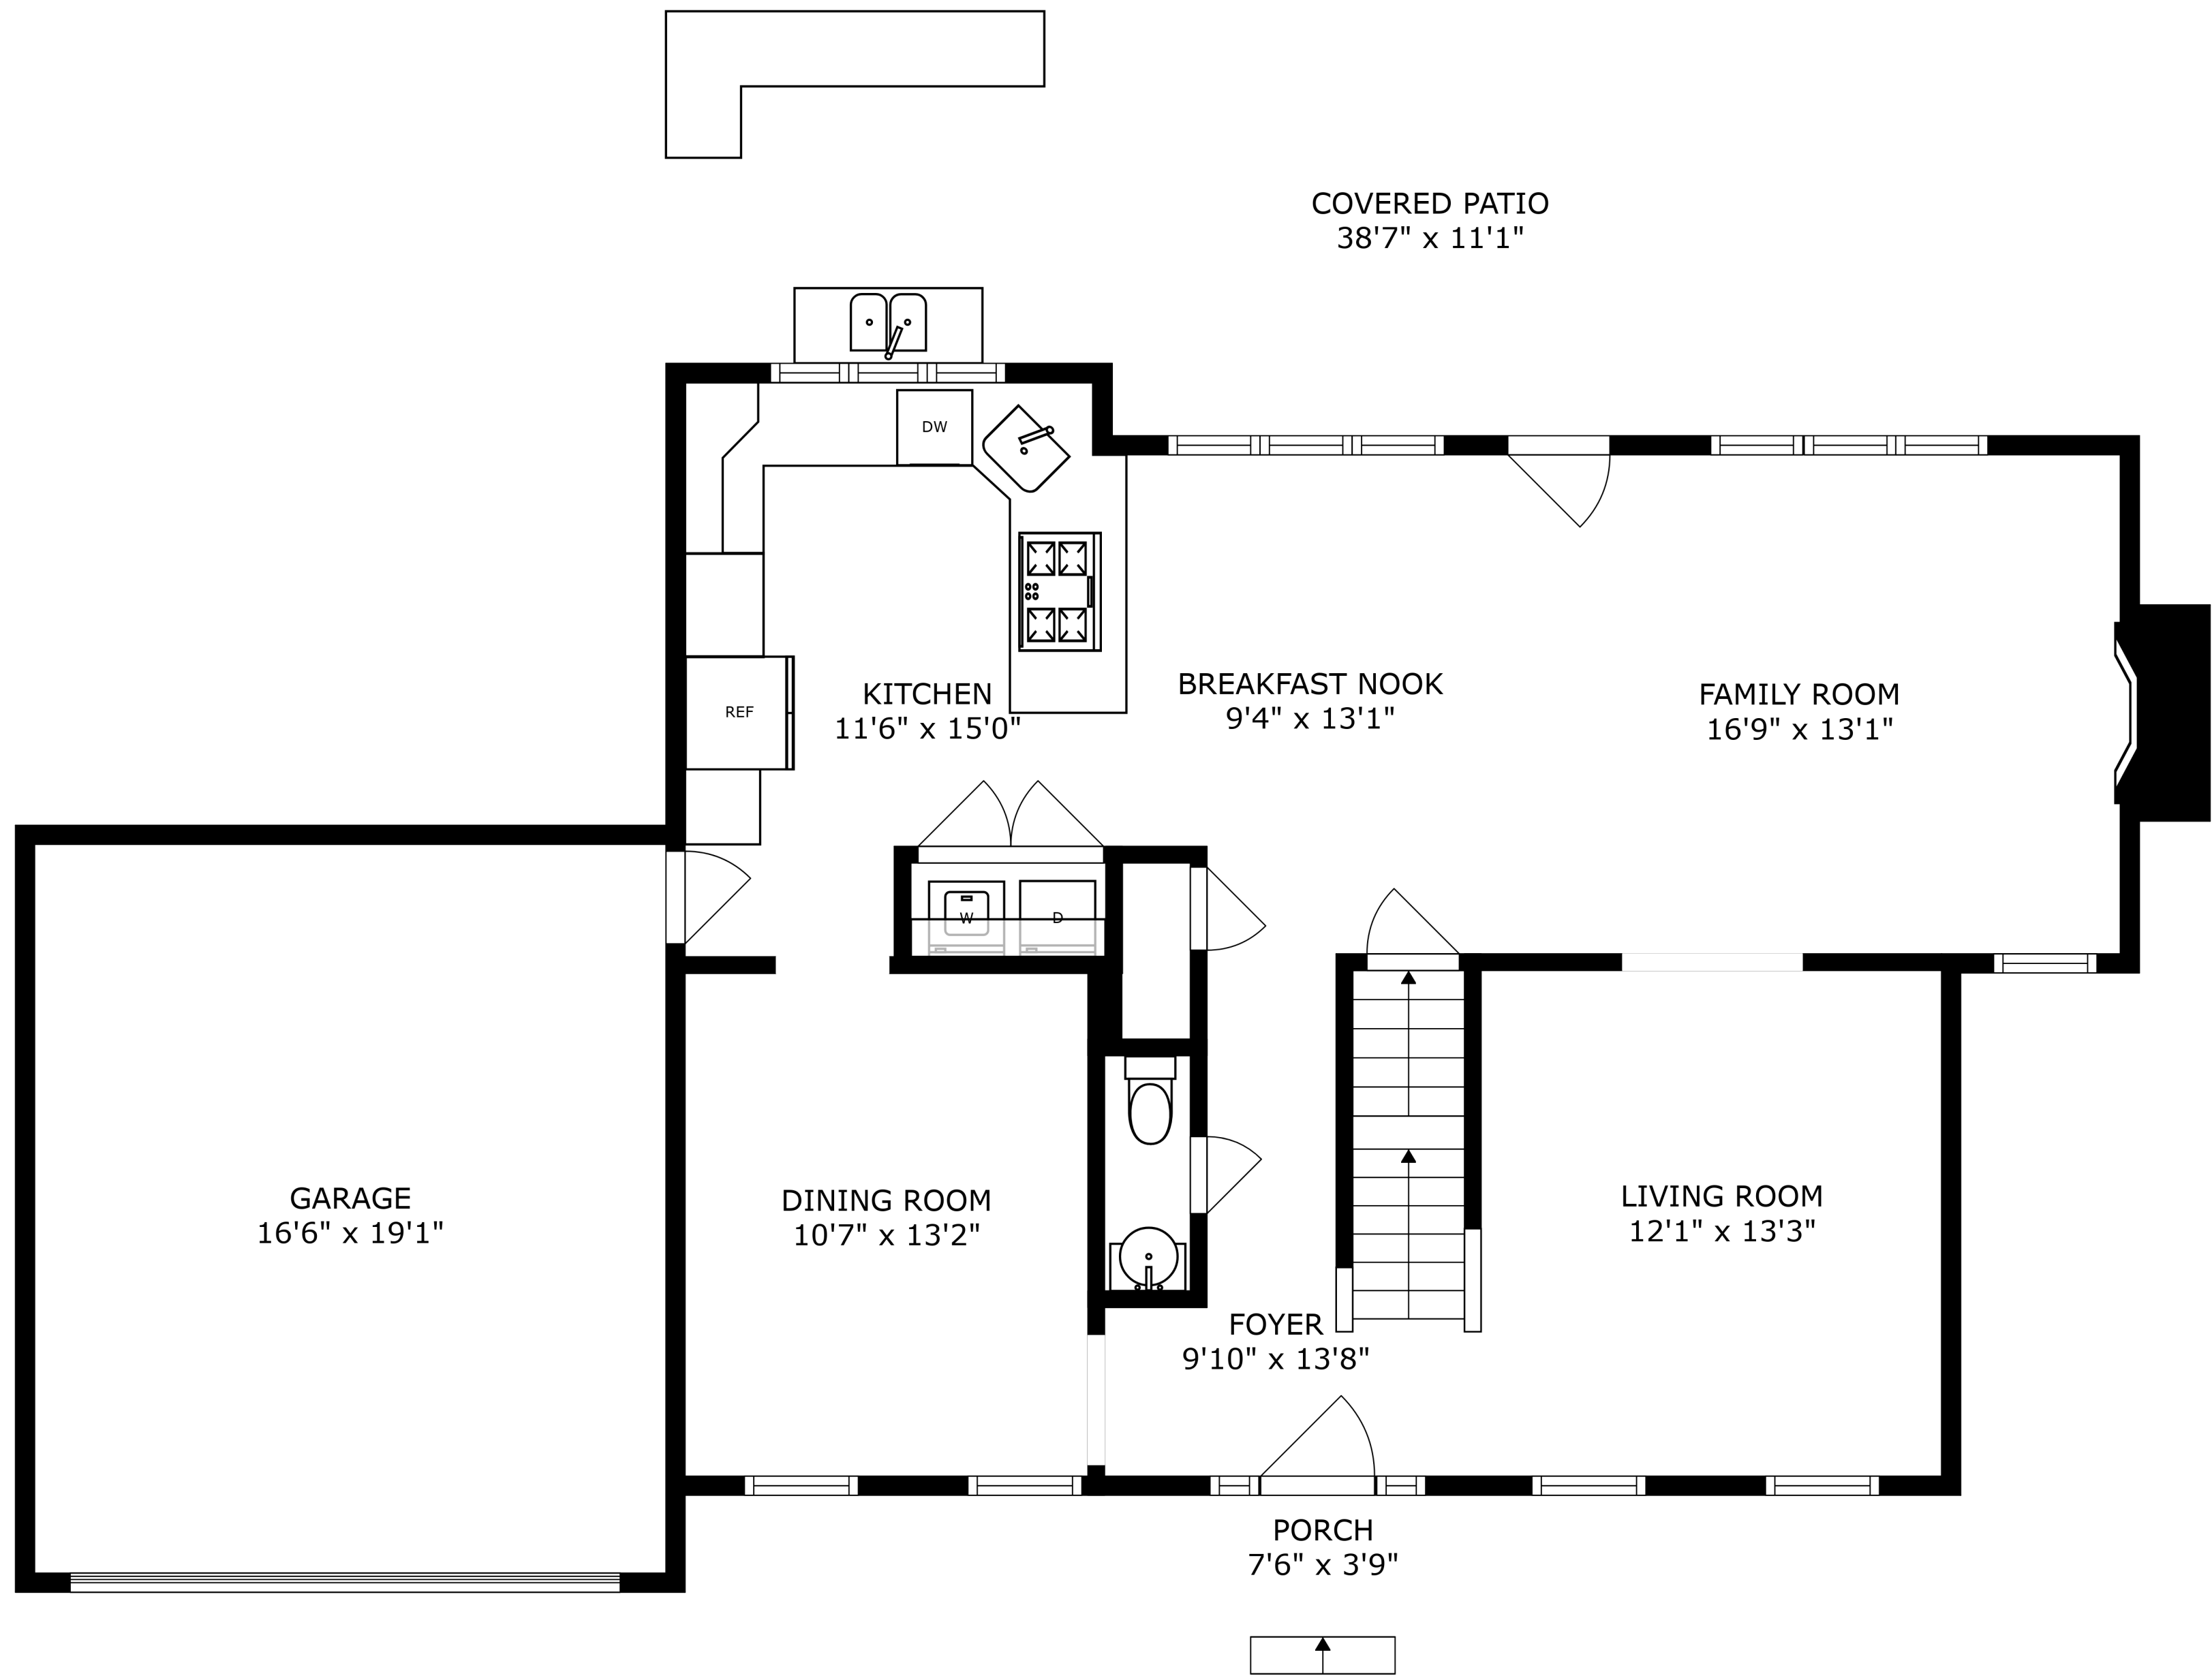 COVERED PATIO
38'7" x 11'1"
DW
KITCHEN
11'6" x 15'0"
REF
BREAKFAST NOOK
9'4" x 13'1"
FAMILY ROOM
16'9" x 13'1"
W
D
GARAGE
16'6" x 19'1"
DINING ROOM
10'7" x 13'2"
LIVING ROOM
12'1" x 13'3"
FOYER
9'10" x 13'8"
PORCH
7'6" x 3'9"